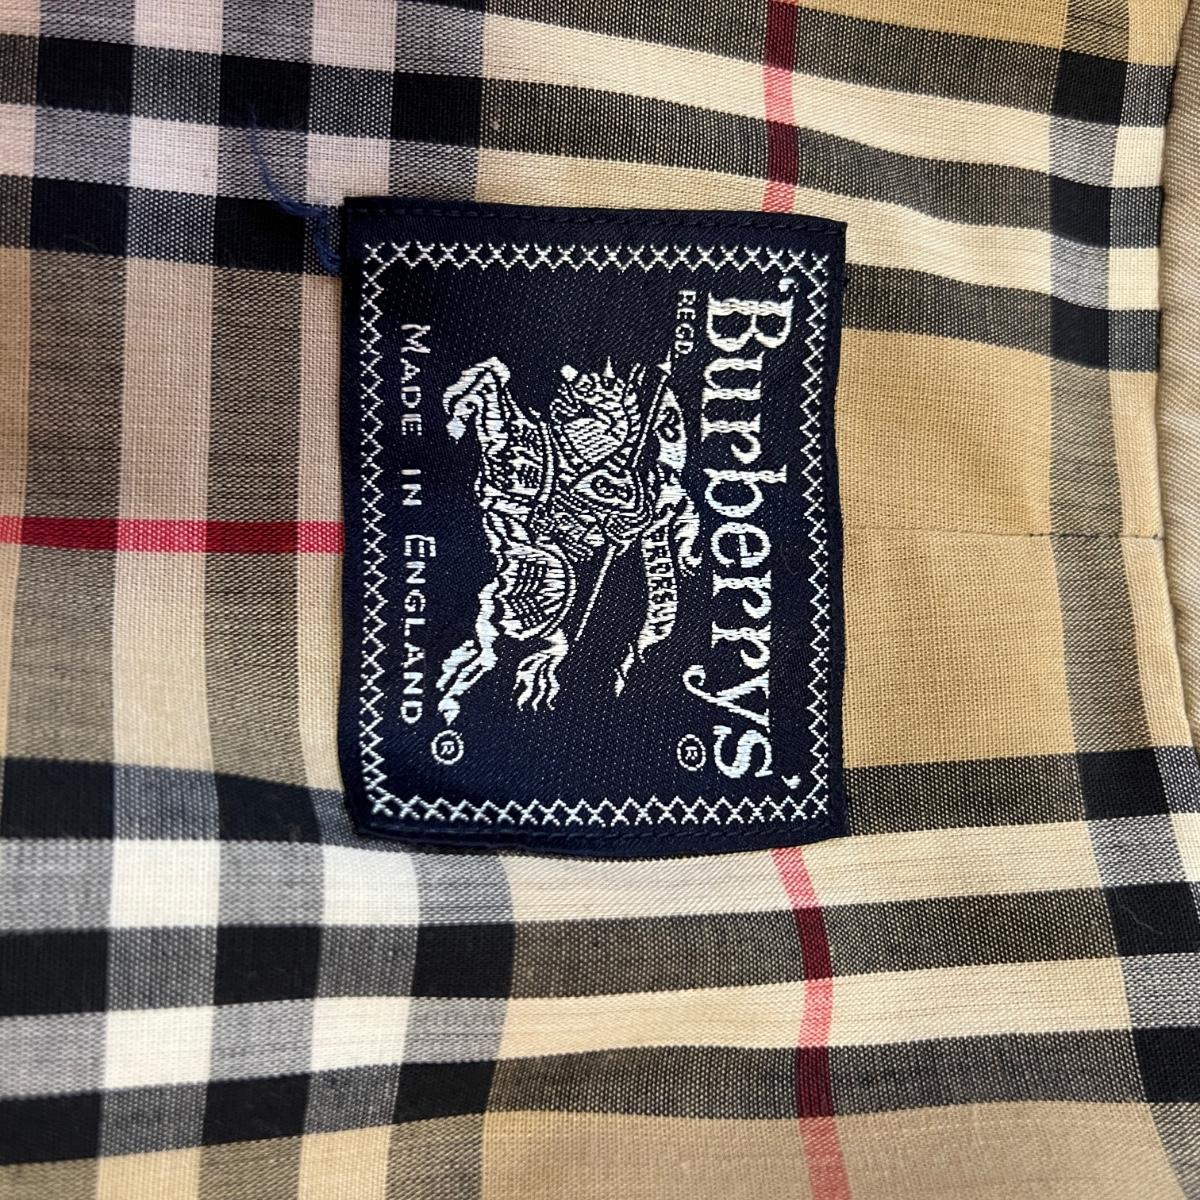 'Burberrys'
REGD. ®
®
MADE IN ENGLAND